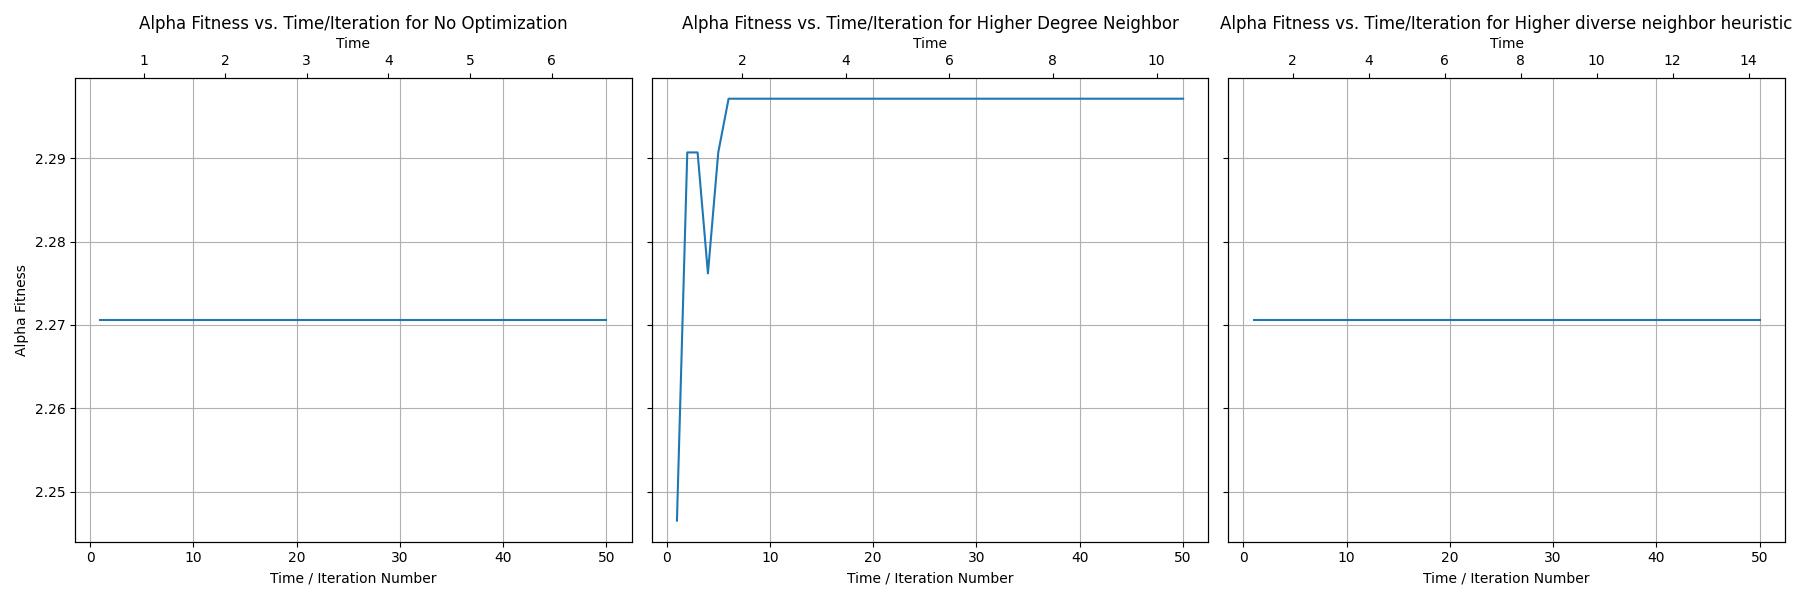 Alpha Fitness vs. Time/Iteration for No Optimization
Time
1 2 3 4 5 6
2.29
2.28
2.27
2.26
2.25
Alpha Fitness
0 10 20 30 40 50
Time / Iteration Number
Alpha Fitness vs. Time/Iteration for Higher Degree Neighbor
Time
2 4 6 8 10
0 10 20 30 40 50
Time / Iteration Number
Alpha Fitness vs. Time/Iteration for Higher diverse neighbor heuristic
Time
2 4 6 8 10 12 14
0 10 20 30 40 50
Time / Iteration Number